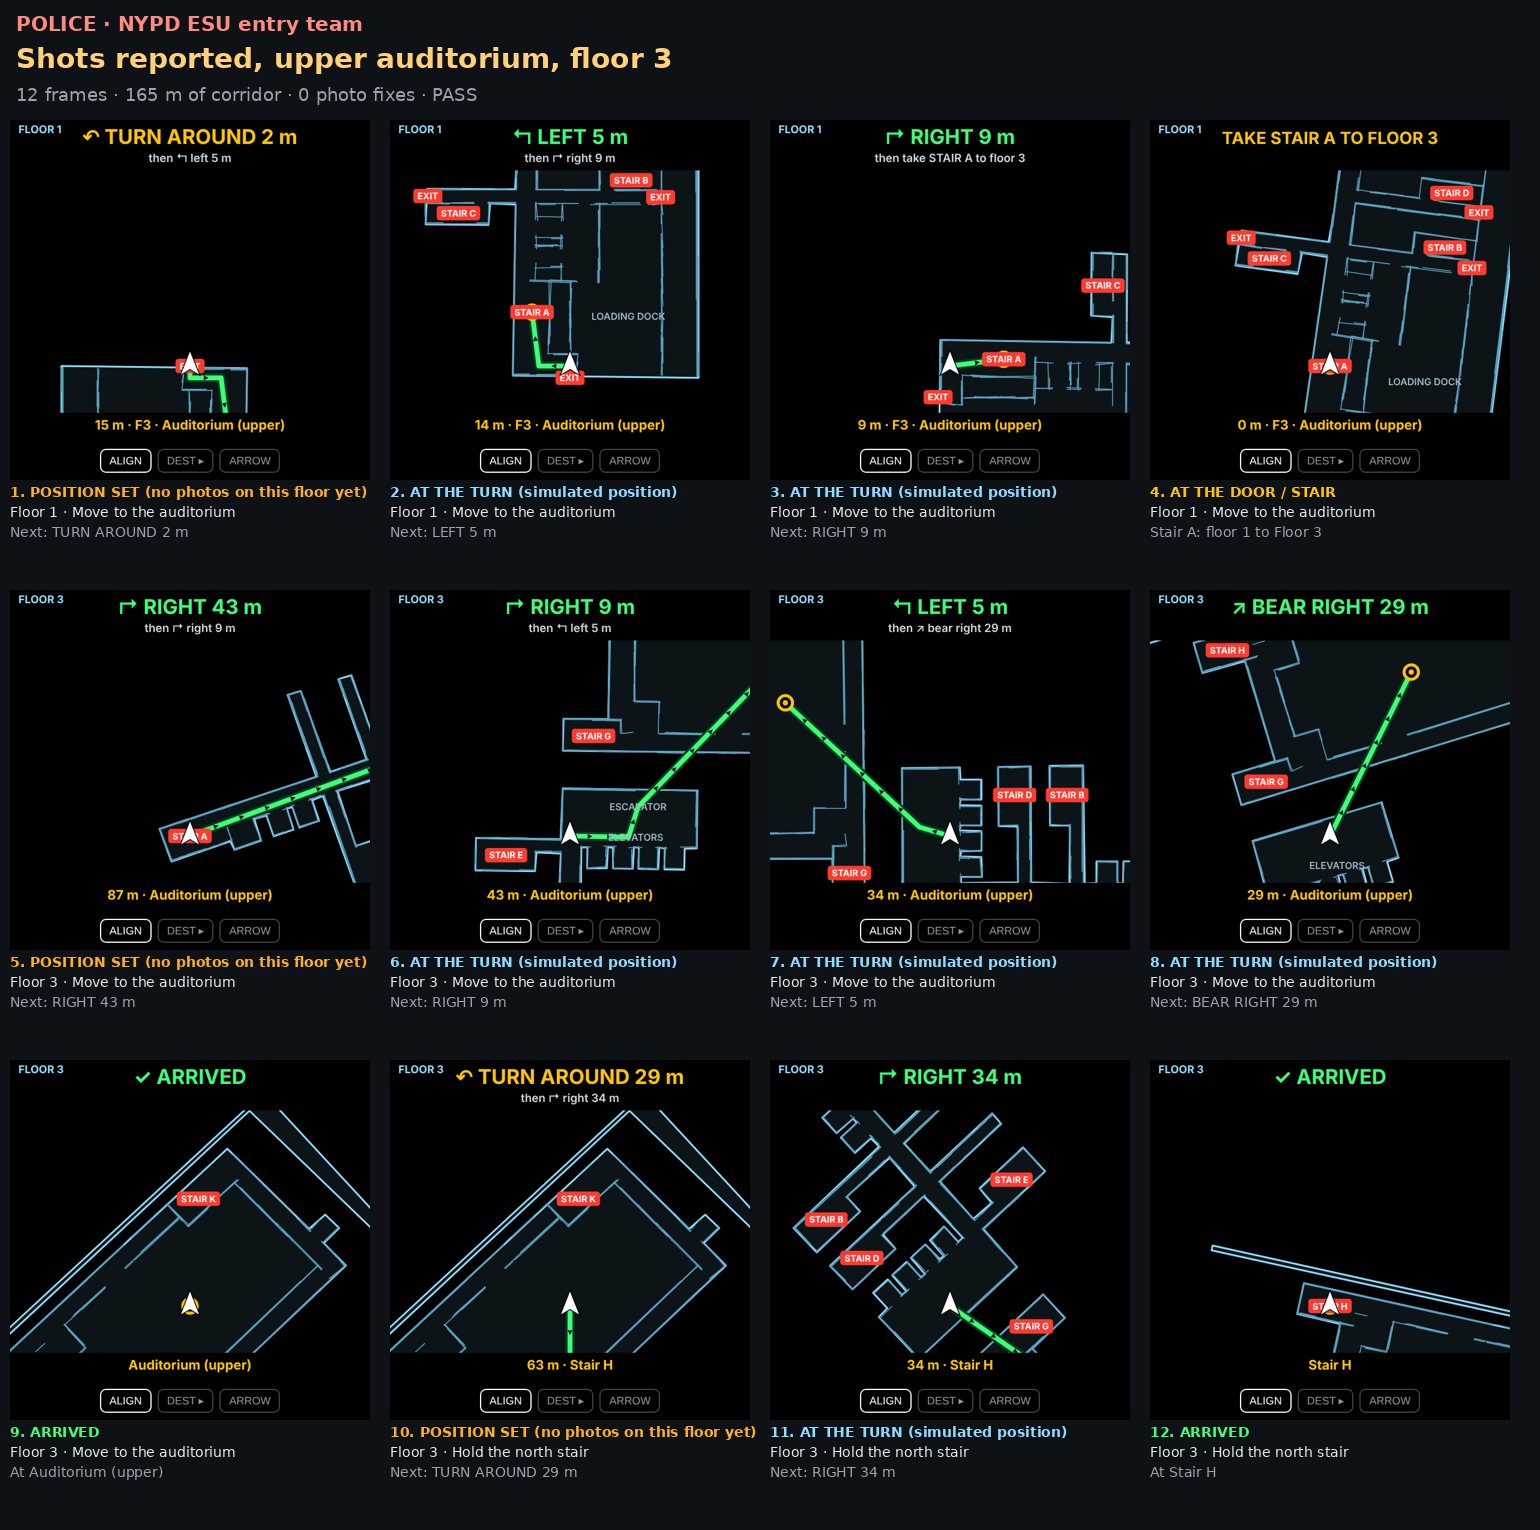 POLICE · NYPD ESU entry team
Shots reported, upper auditorium, floor 3
12 frames · 165 m of corridor · 0 photo fixes · PASS
FLOOR 1
↶ TURN AROUND 2 m
then ↰ left 5 m
15 m · F3 · Auditorium (upper)
ALIGN
DEST ▸
ARROW
1. POSITION SET (no photos on this floor yet)
Floor 1 · Move to the auditorium
Next: TURN AROUND 2 m
FLOOR 1
↰ LEFT 5 m
then ↱ right 9 m
STAIR B
EXIT
EXIT
STAIR C
STAIR A
LOADING DOCK
EXIT
14 m · F3 · Auditorium (upper)
ALIGN
DEST ▸
ARROW
2. AT THE TURN (simulated position)
Floor 1 · Move to the auditorium
Next: LEFT 5 m
FLOOR 1
↱ RIGHT 9 m
then take STAIR A to floor 3
STAIR C
STAIR A
EXIT
9 m · F3 · Auditorium (upper)
ALIGN
DEST ▸
ARROW
3. AT THE TURN (simulated position)
Floor 1 · Move to the auditorium
Next: RIGHT 9 m
FLOOR 1
TAKE STAIR A TO FLOOR 3
STAIR D
EXIT
EXIT
STAIR B
STAIR C
EXIT
LOADING DOCK
0 m · F3 · Auditorium (upper)
ALIGN
DEST ▸
ARROW
4. AT THE DOOR / STAIR
Floor 1 · Move to the auditorium
Stair A: floor 1 to Floor 3
FLOOR 3
↱ RIGHT 43 m
then ↱ right 9 m
87 m · Auditorium (upper)
ALIGN
DEST ▸
ARROW
5. POSITION SET (no photos on this floor yet)
Floor 3 · Move to the auditorium
Next: RIGHT 43 m
FLOOR 3
↱ RIGHT 9 m
then ↰ left 5 m
STAIR G
ESCALATOR
ELEVATORS
STAIR E
43 m · Auditorium (upper)
ALIGN
DEST ▸
ARROW
6. AT THE TURN (simulated position)
Floor 3 · Move to the auditorium
Next: RIGHT 9 m
FLOOR 3
↰ LEFT 5 m
then ↗ bear right 29 m
STAIR D
STAIR B
STAIR G
34 m · Auditorium (upper)
ALIGN
DEST ▸
ARROW
7. AT THE TURN (simulated position)
Floor 3 · Move to the auditorium
Next: LEFT 5 m
FLOOR 3
↗ BEAR RIGHT 29 m
STAIR H
STAIR G
ELEVATORS
29 m · Auditorium (upper)
ALIGN
DEST ▸
ARROW
8. AT THE TURN (simulated position)
Floor 3 · Move to the auditorium
Next: BEAR RIGHT 29 m
FLOOR 3
✓ ARRIVED
STAIR K
Auditorium (upper)
ALIGN
DEST ▸
ARROW
9. ARRIVED
Floor 3 · Move to the auditorium
At Auditorium (upper)
FLOOR 3
↶ TURN AROUND 29 m
then ↱ right 34 m
STAIR K
63 m · Stair H
ALIGN
DEST ▸
ARROW
10. POSITION SET (no photos on this floor yet)
Floor 3 · Hold the north stair
Next: TURN AROUND 29 m
FLOOR 3
↱ RIGHT 34 m
STAIR E
STAIR B
STAIR D
STAIR G
34 m · Stair H
ALIGN
DEST ▸
ARROW
11. AT THE TURN (simulated position)
Floor 3 · Hold the north stair
Next: RIGHT 34 m
FLOOR 3
✓ ARRIVED
Stair H
ALIGN
DEST ▸
ARROW
12. ARRIVED
Floor 3 · Hold the north stair
At Stair H